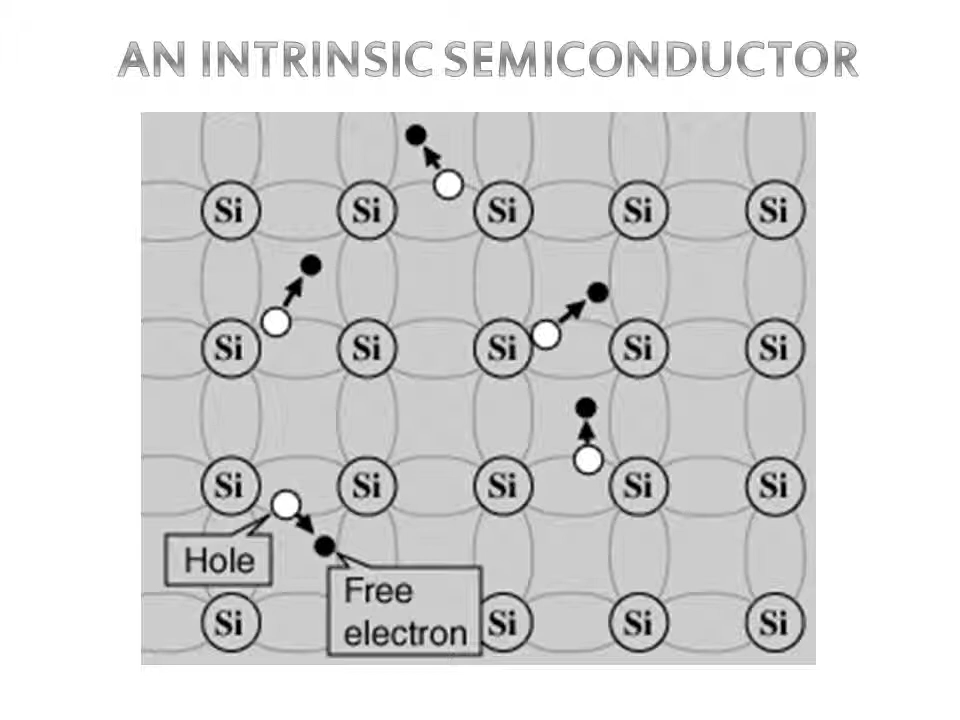 AN INTRINSIC SEMICONDUCTOR
Si Si Si Si Si
Si Si Si Si Si
Si Si Si Si Si
Hole
Free
electron
Si Si Si Si